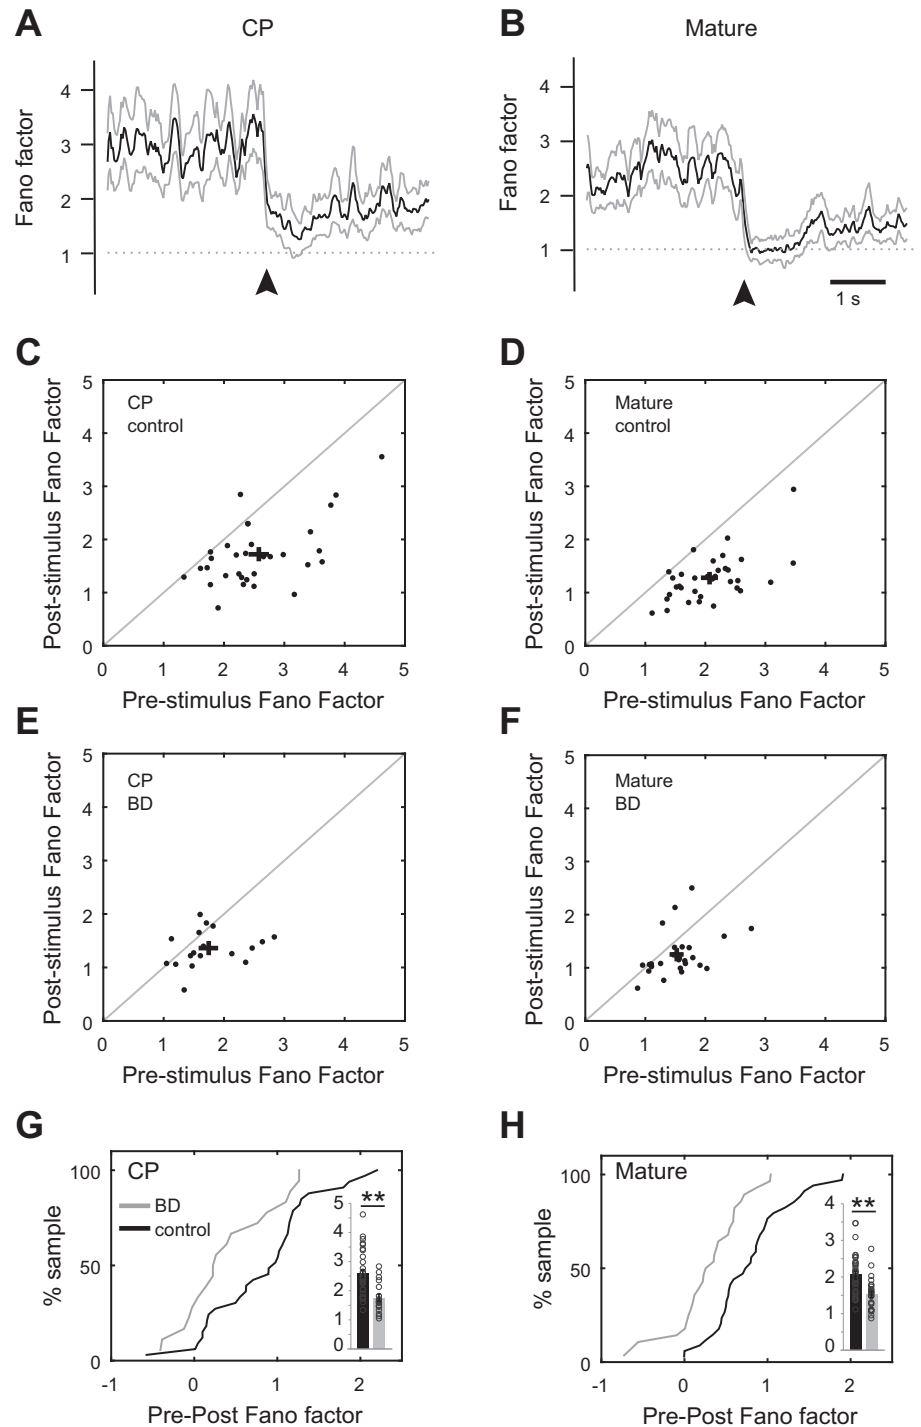 A
CP
B
Mature
Fano factor
4
3
2
1
Fano factor
4
3
2
1
1 s
C
D
Post-stimulus Fano Factor
5
4
3
2
1
0
CP
control
0 1 2 3 4 5
Pre-stimulus Fano Factor
Post-stimulus Fano Factor
5
4
3
2
1
0
Mature
control
0 1 2 3 4 5
Pre-stimulus Fano Factor
E
F
Post-stimulus Fano Factor
5
4
3
2
1
0
CP
BD
0 1 2 3 4 5
Pre-stimulus Fano Factor
Post-stimulus Fano Factor
5
4
3
2
1
0
Mature
BD
0 1 2 3 4 5
Pre-stimulus Fano Factor
G
H
% sample
100
50
0
CP
BD
control
5
4
3
2
1
0
**
-1 0 1 2
Pre-Post Fano factor
% sample
100
50
0
Mature
4
3
2
1
0
**
-1 0 1 2
Pre-Post Fano factor